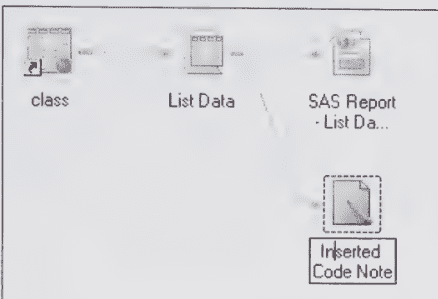 class
List Data
SAS Report
- List Da...
Inserted
Code Note